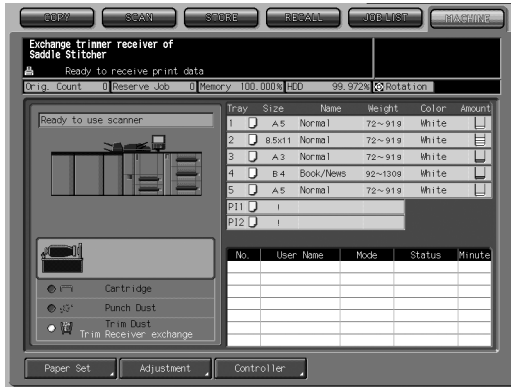 COPY SCAN STORE RECALL JOB LIST MACHINE
Exchange trimmer receiver of
Saddle Stitcher
Ready to receive print data
Orig. Count 0 Reserve Job 0 Memory 100.000% HDD 99.972% Rotation
Ready to use scanner
Tray Size Name Weight Color Amount
1 A5 Normal 72~91g White
2 8.5x11 Normal 72~91g White
3 A3 Normal 72~91g White
4 B4 Book/News 92~130g White
5 A5 Normal 72~91g White
PI1 !
PI2 !
No. User Name Mode Status Minute
Cartridge
Punch Dust
Trim Dust
Trim Receiver exchange
Paper Set Adjustment Controller